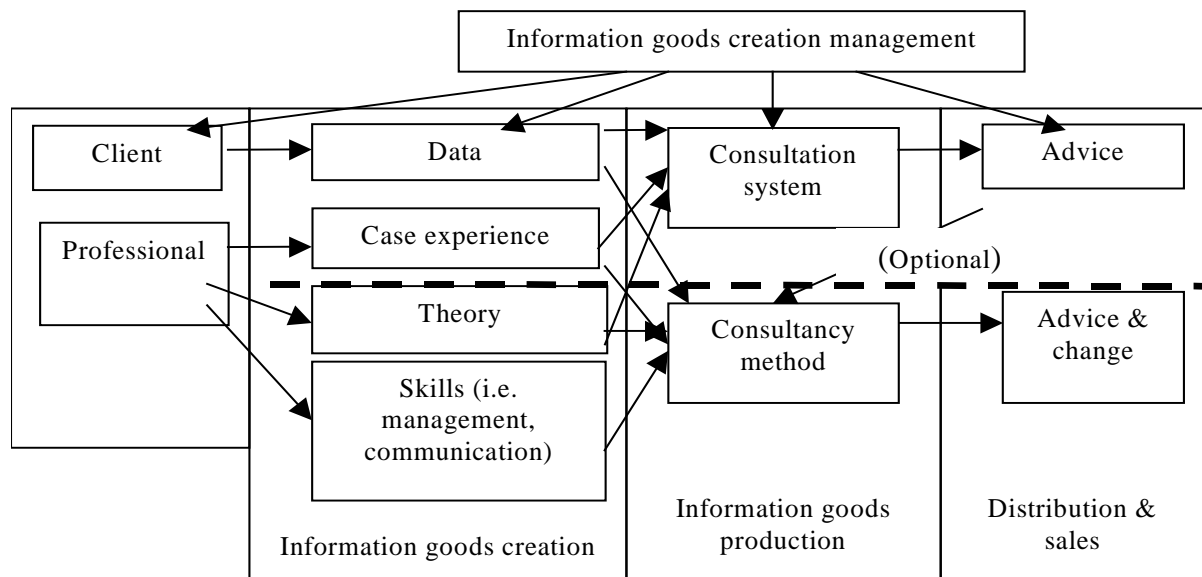 Information goods creation management
Client
Data
Consultation
system
Advice
Professional
Case experience
(Optional)
Theory
Consultancy
method
Advice &
change
Skills (i.e.
management,
communication)
Information goods creation
Information goods
production
Distribution &
sales